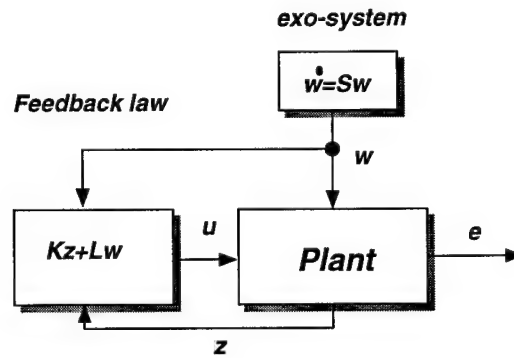 exo-system
ẇ=Sw
Feedback law
w
Kz+Lw
u
Plant
e
z